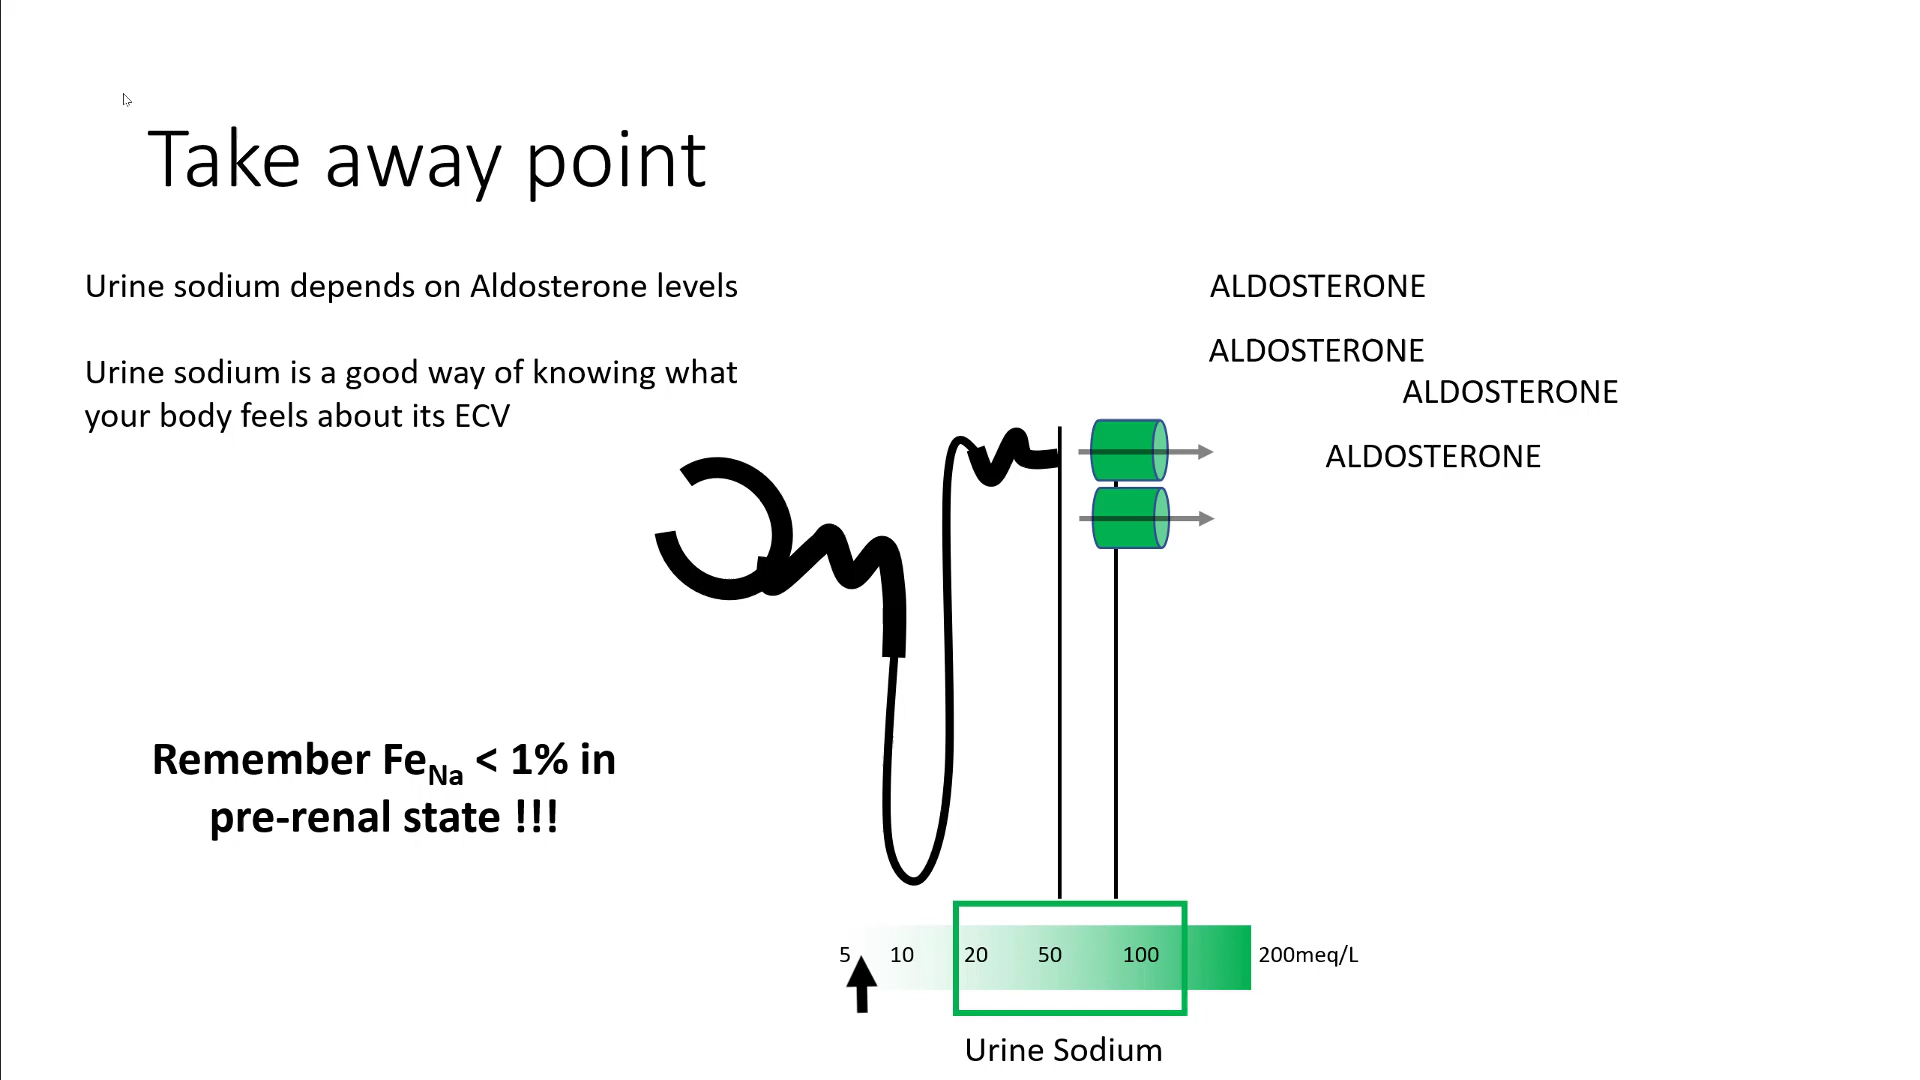 Take away point
Urine sodium depends on Aldosterone levels
Urine sodium is a good way of knowing what
your body feels about its ECV
ALDOSTERONE
ALDOSTERONE
ALDOSTERONE
ALDOSTERONE
Remember FeNa < 1% in
pre-renal state !!!
5 10 20 50 100 200meq/L
Urine Sodium